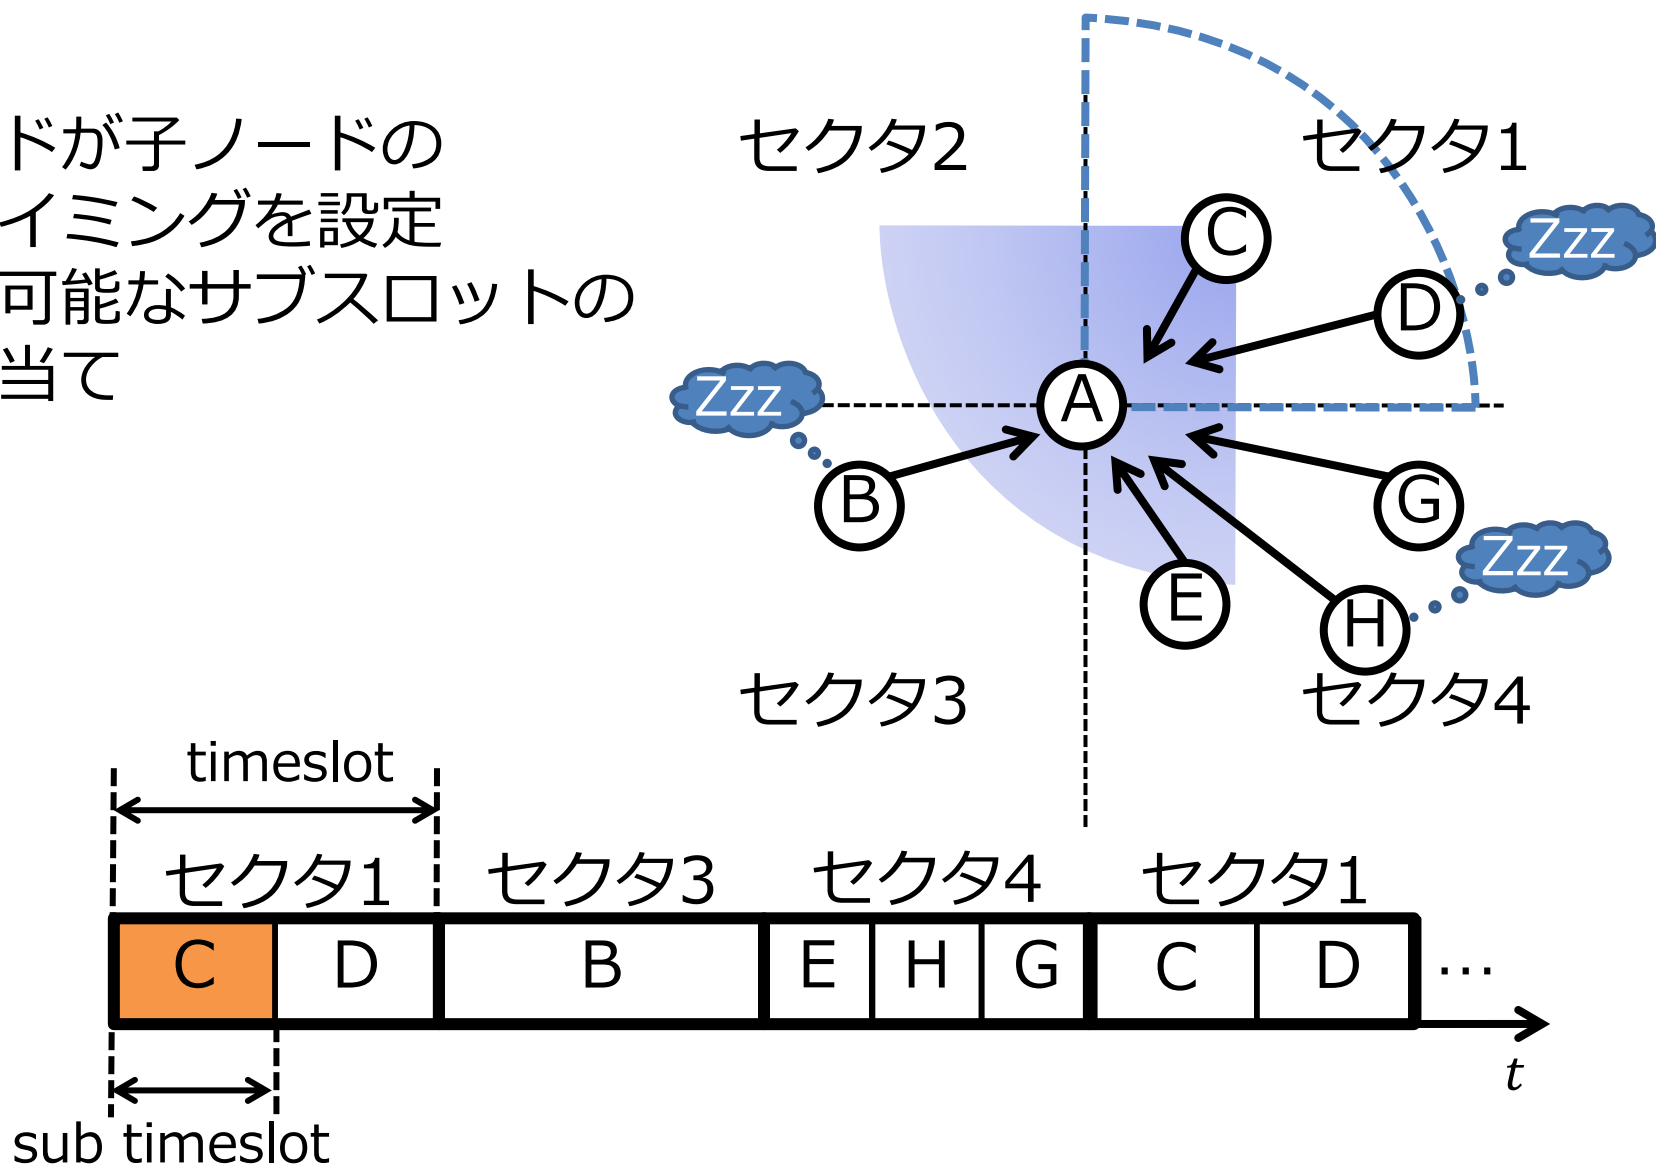 ドが子ノードの
イミングを設定
可能なサブスロットの
当て
セクタ2
セクタ1
C
Zzz
D
Zzz
A
B
G
Zzz
E
H
セクタ3
セクタ4
timeslot
セクタ1 セクタ3 セクタ4 セクタ1
C D B E H G C D …
t
sub timeslot